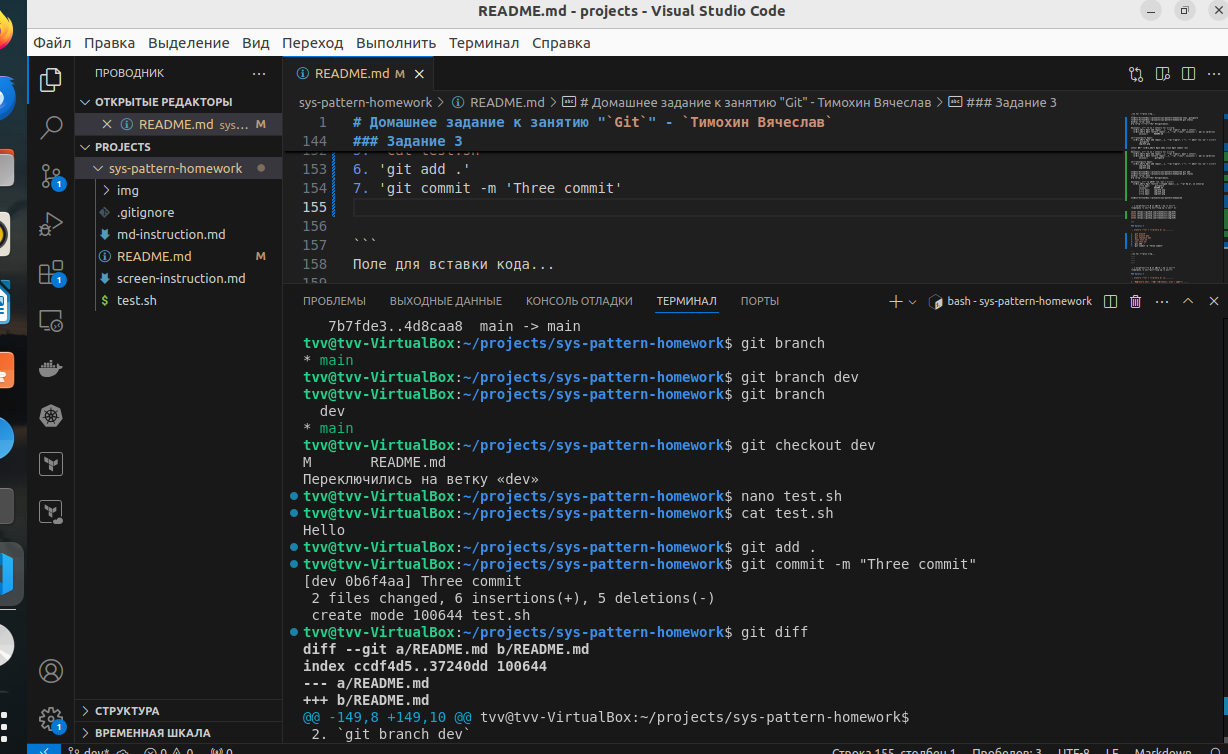 README.md - projects - Visual Studio Code
Файл Правка Выделение Вид Переход Выполнить Терминал Справка
ПРОВОДНИК
README.md M
ОТКРЫТЫЕ РЕДАКТОРЫ
README.md sys... M
PROJECTS
sys-pattern-homework
img
.gitignore
md-instruction.md
README.md M
screen-instruction.md
test.sh
СТРУКТУРА
ВРЕМЕННАЯ ШКАЛА
1
1
1
sys-pattern-homework > README.md > # Домашнее задание к занятию "Git" - Тимохин Вячеслав > ### Задание 3
1 # Домашнее задание к занятию "`Git`" - `Тимохин Вячеслав`
144 ### Задание 3
153 6. 'git add .'
154 7. 'git commit -m 'Three commit'
155
156
157 ```
158 Поле для вставки кода...
159
ПРОБЛЕМЫ ВЫХОДНЫЕ ДАННЫЕ КОНСОЛЬ ОТЛАДКИ ТЕРМИНАЛ ПОРТЫ
bash - sys-pattern-homework
7b7fde3..4d8caa8 main -> main
tvv@tvv-VirtualBox:~/projects/sys-pattern-homework$ git branch
* main
tvv@tvv-VirtualBox:~/projects/sys-pattern-homework$ git branch dev
tvv@tvv-VirtualBox:~/projects/sys-pattern-homework$ git branch
dev
* main
tvv@tvv-VirtualBox:~/projects/sys-pattern-homework$ git checkout dev
M README.md
Переключились на ветку «dev»
tvv@tvv-VirtualBox:~/projects/sys-pattern-homework$ nano test.sh
tvv@tvv-VirtualBox:~/projects/sys-pattern-homework$ cat test.sh
Hello
tvv@tvv-VirtualBox:~/projects/sys-pattern-homework$ git add .
tvv@tvv-VirtualBox:~/projects/sys-pattern-homework$ git commit -m "Three commit"
[dev 0b6f4aa] Three commit
2 files changed, 6 insertions(+), 5 deletions(-)
create mode 100644 test.sh
tvv@tvv-VirtualBox:~/projects/sys-pattern-homework$ git diff
diff --git a/README.md b/README.md
index ccdf4d5..37240dd 100644
--- a/README.md
+++ b/README.md
@@ -149,8 +149,10 @@ tvv@tvv-VirtualBox:~/projects/sys-pattern-homework$
2. `git branch dev`
dev* 0 0 0 Строка 155, столбец 1 Пробелов: 3 UTF-8 LF Markdown